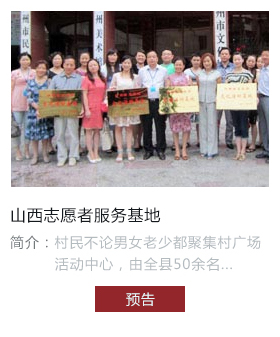 州市民
州美术
州市文
山西志愿者服务基地
简介：村民不论男女老少都聚集村广场
活动中心，由全县50余名...
预告